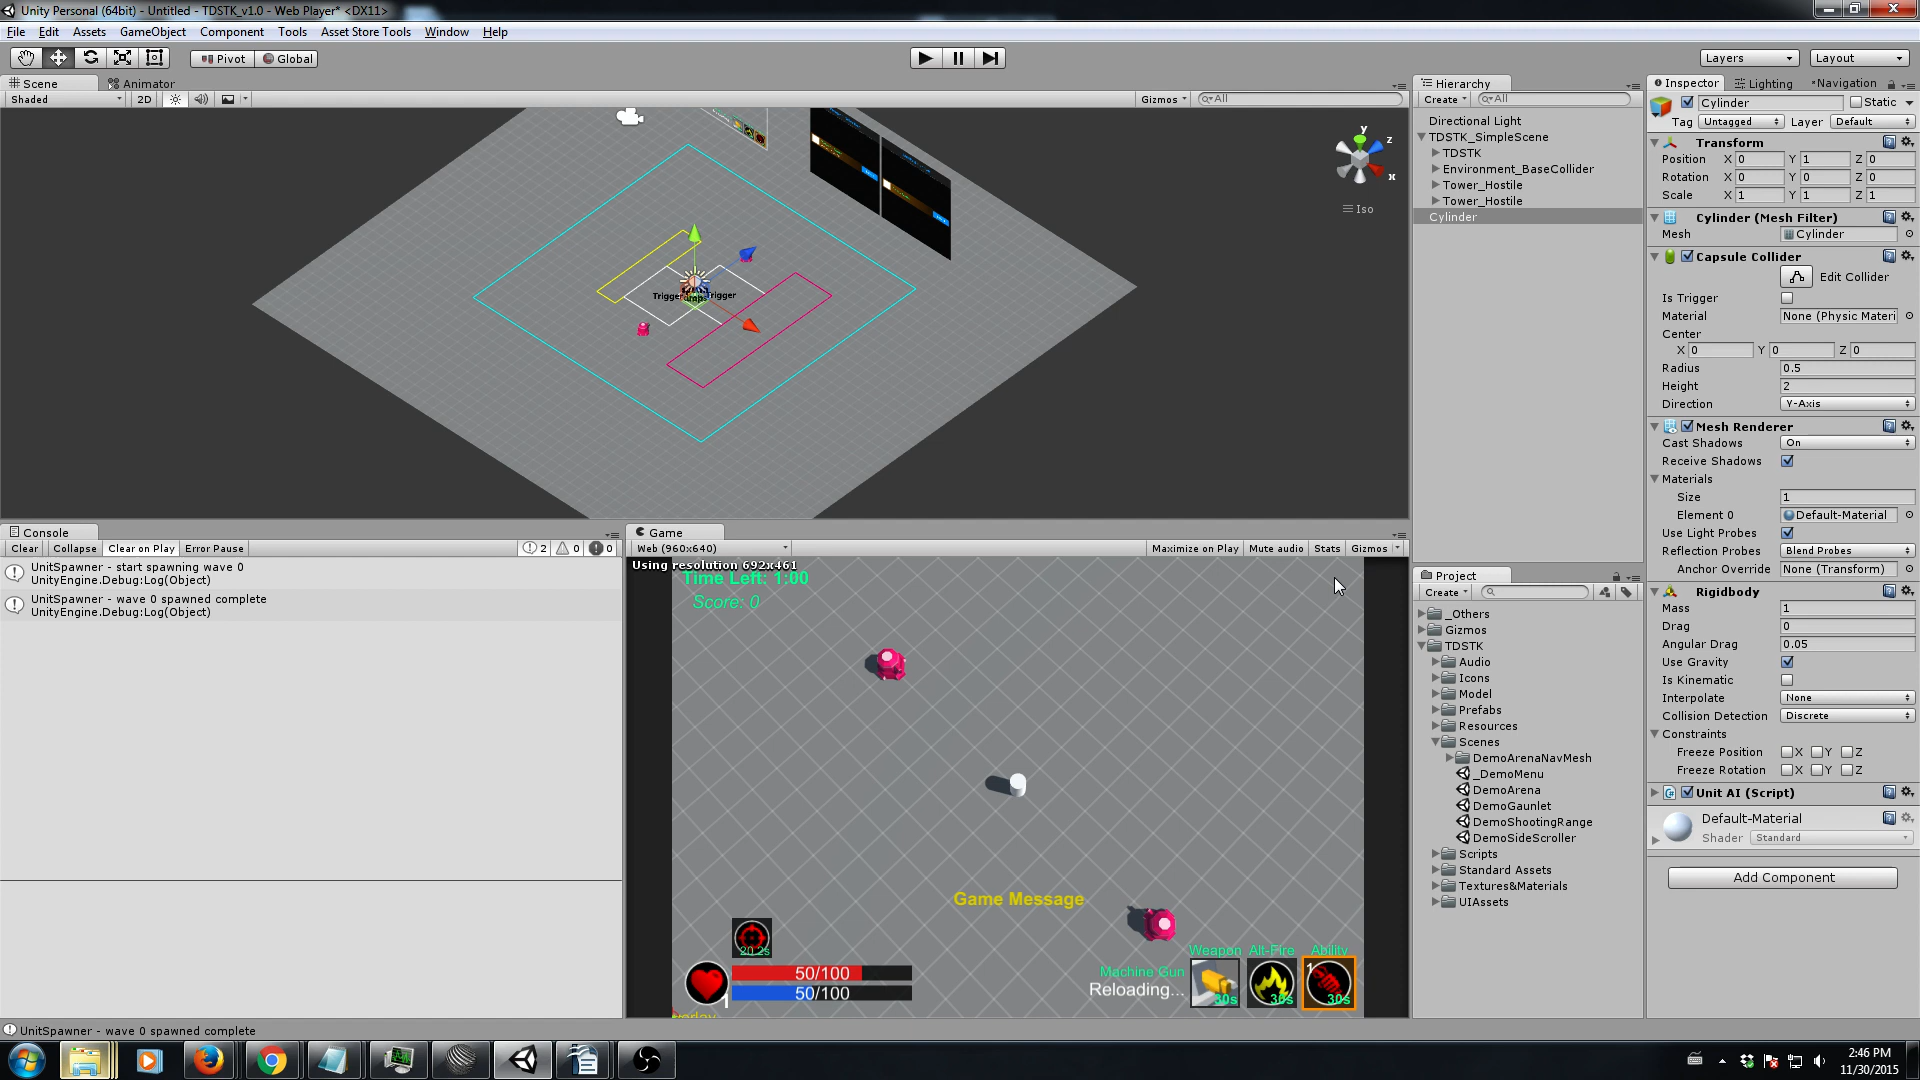 Unity Personal (64bit) - Untitled - TDSTK_v1.0 - Web Player* <DX11>
File Edit Assets GameObject Component Tools Asset Store Tools Window Help
Pivot Global Layers Layout
Scene Animator
Shaded 2D Gizmos All
y z x
Iso
Trigger Trigger
Hierarchy
Create All
Directional Light
TDSTK_SimpleScene
TDSTK
Environment_BaseCollider
Tower_Hostile
Tower_Hostile
Cylinder
Inspector Lighting Navigation
Cylinder Static
Tag Untagged Layer Default
Transform
Position X 0 Y 1 Z 0
Rotation X 0 Y 0 Z 0
Scale X 1 Y 1 Z 1
Cylinder (Mesh Filter)
Mesh Cylinder
Capsule Collider
Edit Collider
Is Trigger
Material None (Physic Materi
Center
X 0 Y 0 Z 0
Radius 0.5
Height 2
Direction Y-Axis
Mesh Renderer
Cast Shadows On
Receive Shadows
Materials
Size 1
Element 0 Default-Material
Use Light Probes
Reflection Probes Blend Probes
Anchor Override None (Transform)
Rigidbody
Mass 1
Drag 0
Angular Drag 0.05
Use Gravity
Is Kinematic
Interpolate None
Collision Detection Discrete
Constraints
Freeze Position X Y Z
Freeze Rotation X Y Z
Unit AI (Script)
Default-Material
Shader Standard
Add Component
Console
Clear Collapse Clear on Play Error Pause 2 0 0
UnitSpawner - start spawning wave 0
UnityEngine.Debug:Log(Object)
UnitSpawner - wave 0 spawned complete
UnityEngine.Debug:Log(Object)
Game
Web (960x640) Maximize on Play Mute audio Stats Gizmos
Using resolution 692x461
Time Left: 1:00
Score: 0
Game Message
20.2s
50/100
50/100
1
Weapon Alt-Fire Ability
Machine Gun
Reloading...
30s 30s 1 30s
Project
Create
_Others
Gizmos
TDSTK
Audio
Icons
Model
Prefabs
Resources
Scenes
DemoArenaNavMesh
_DemoMenu
DemoArena
DemoGaunlet
DemoShootingRange
DemoSideScroller
Scripts
Standard Assets
Textures&Materials
UIAssets
UnitSpawner - wave 0 spawned complete
2:46 PM
11/30/2015